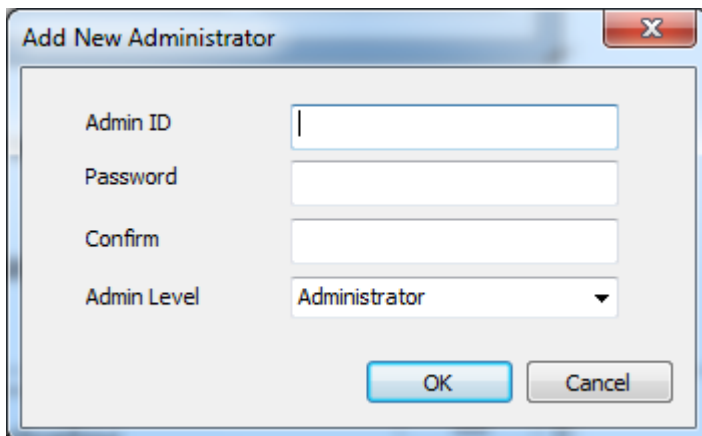 Add New Administrator
Admin ID
Password
Confirm
Admin Level Administrator
OK Cancel